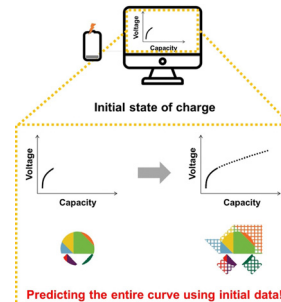 Voltage
Capacity
Initial state of charge
Voltage
Capacity
Voltage
Capacity
Predicting the entire curve using initial data!